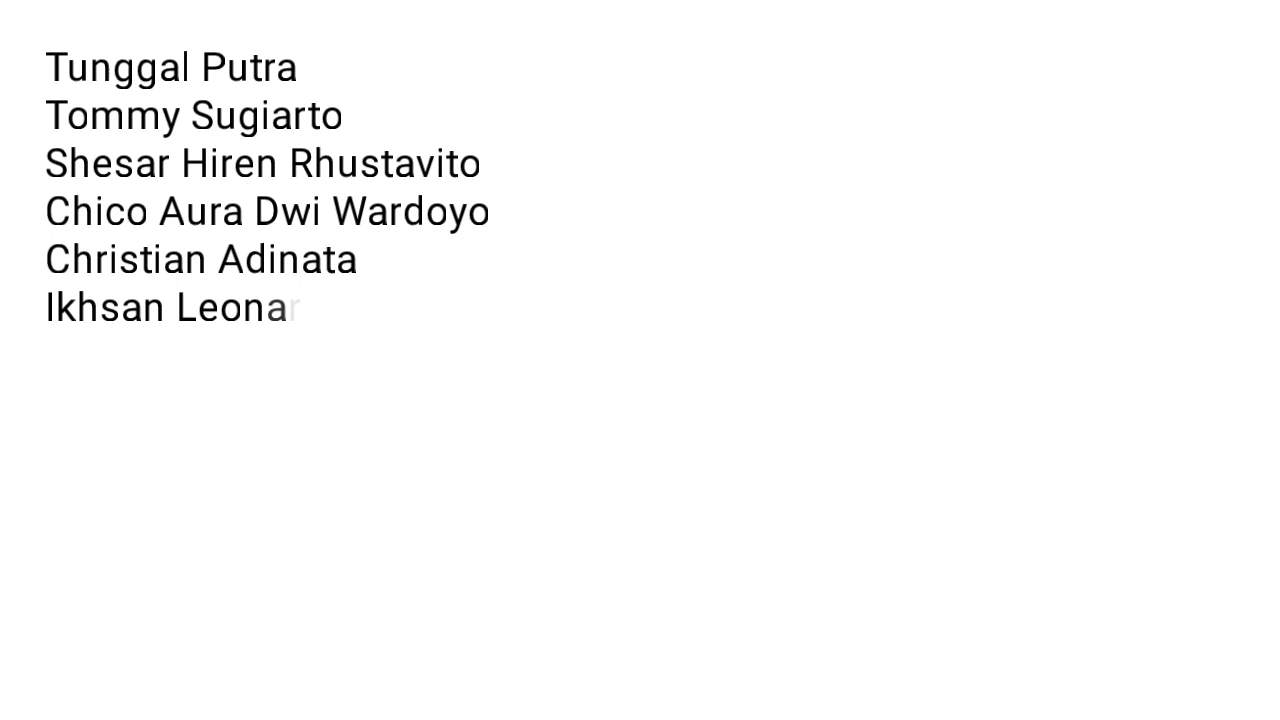 Tunggal Putra
Tommy Sugiarto
Shesar Hiren Rhustavito
Chico Aura Dwi Wardoyo
Christian Adinata
Ikhsan Leonar